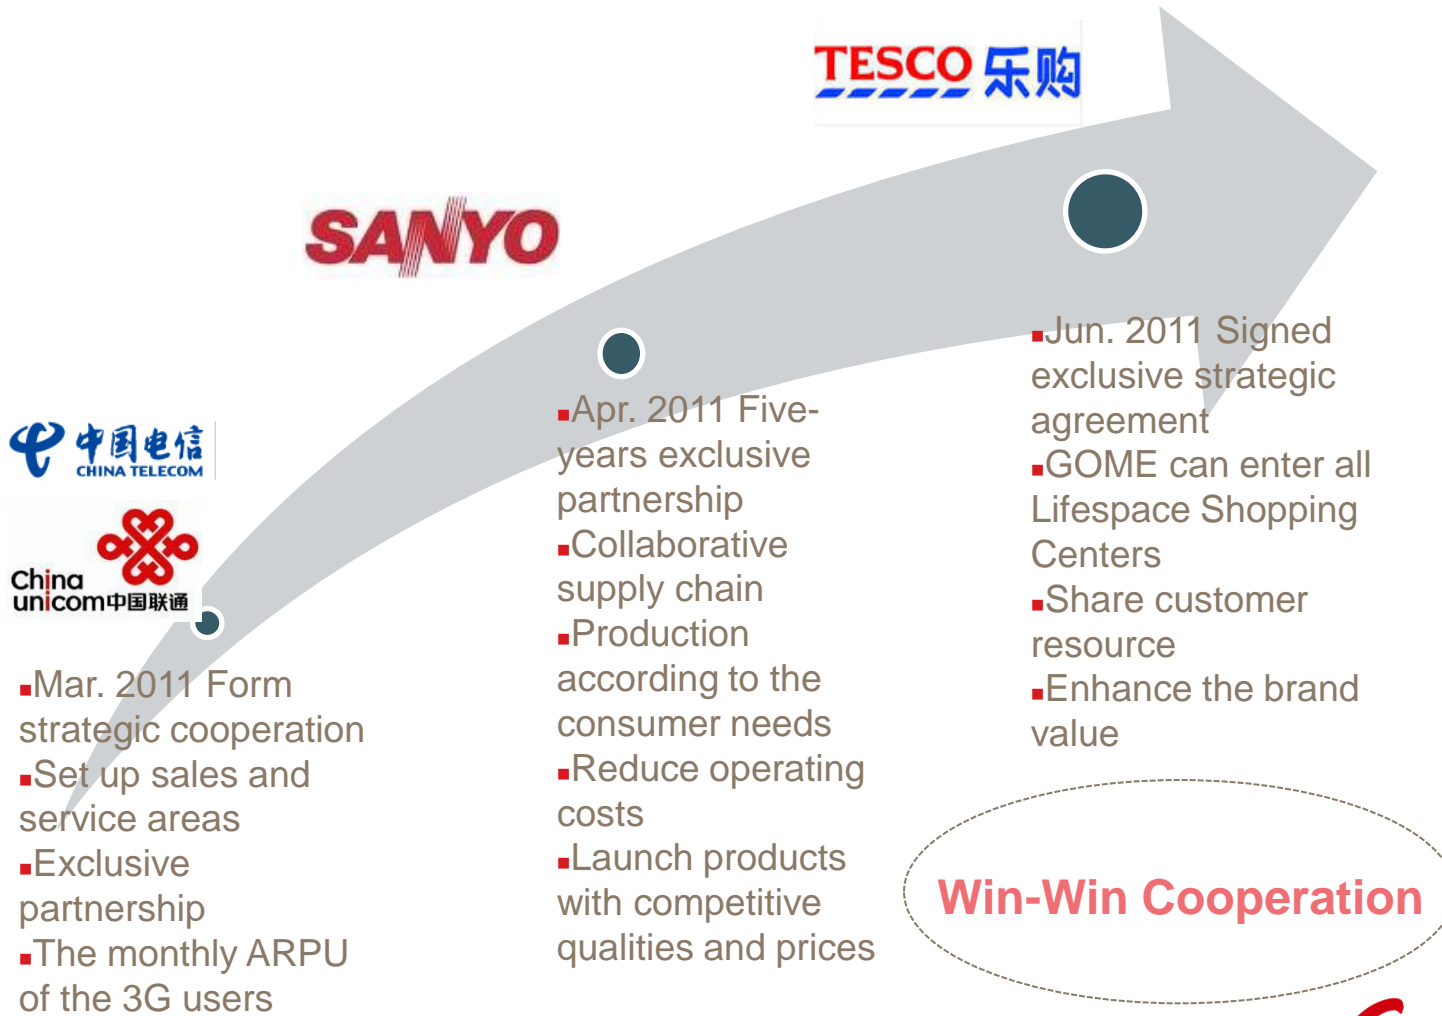 TESCO 乐购
SANYO
中国电信
CHINA TELECOM
China
unicom中国联通
▪Mar. 2011 Form
strategic cooperation
▪Set up sales and
service areas
▪Exclusive
partnership
▪The monthly ARPU
of the 3G users
▪Apr. 2011 Five-
years exclusive
partnership
▪Collaborative
supply chain
▪Production
according to the
consumer needs
▪Reduce operating
costs
▪Launch products
with competitive
qualities and prices
▪Jun. 2011 Signed
exclusive strategic
agreement
▪GOME can enter all
Lifespace Shopping
Centers
▪Share customer
resource
▪Enhance the brand
value
Win-Win Cooperation